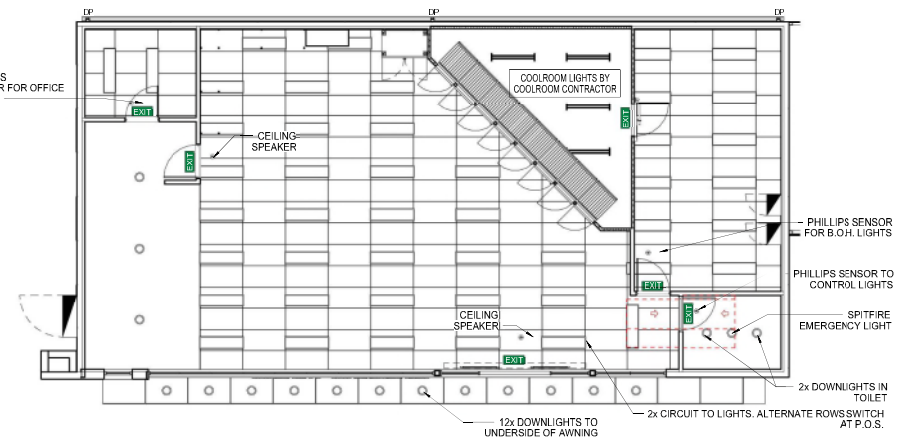 DP
DP
DP
S
R FOR OFFICE
EXIT
COOLROOM LIGHTS BY
COOLROOM CONTRACTOR
EXIT
CEILING
SPEAKER
EXIT
PHILLIPS SENSOR
FOR B.O.H. LIGHTS
PHILLIPS SENSOR TO
CONTROL LIGHTS
EXIT
EXIT
CEILING
SPEAKER
SPITFIRE
EMERGENCY LIGHT
EXIT
2x DOWNLIGHTS IN
TOILET
12x DOWNLIGHTS TO
UNDERSIDE OF AWNING
2x CIRCUIT TO LIGHTS. ALTERNATE ROWS SWITCH
AT P.O.S.